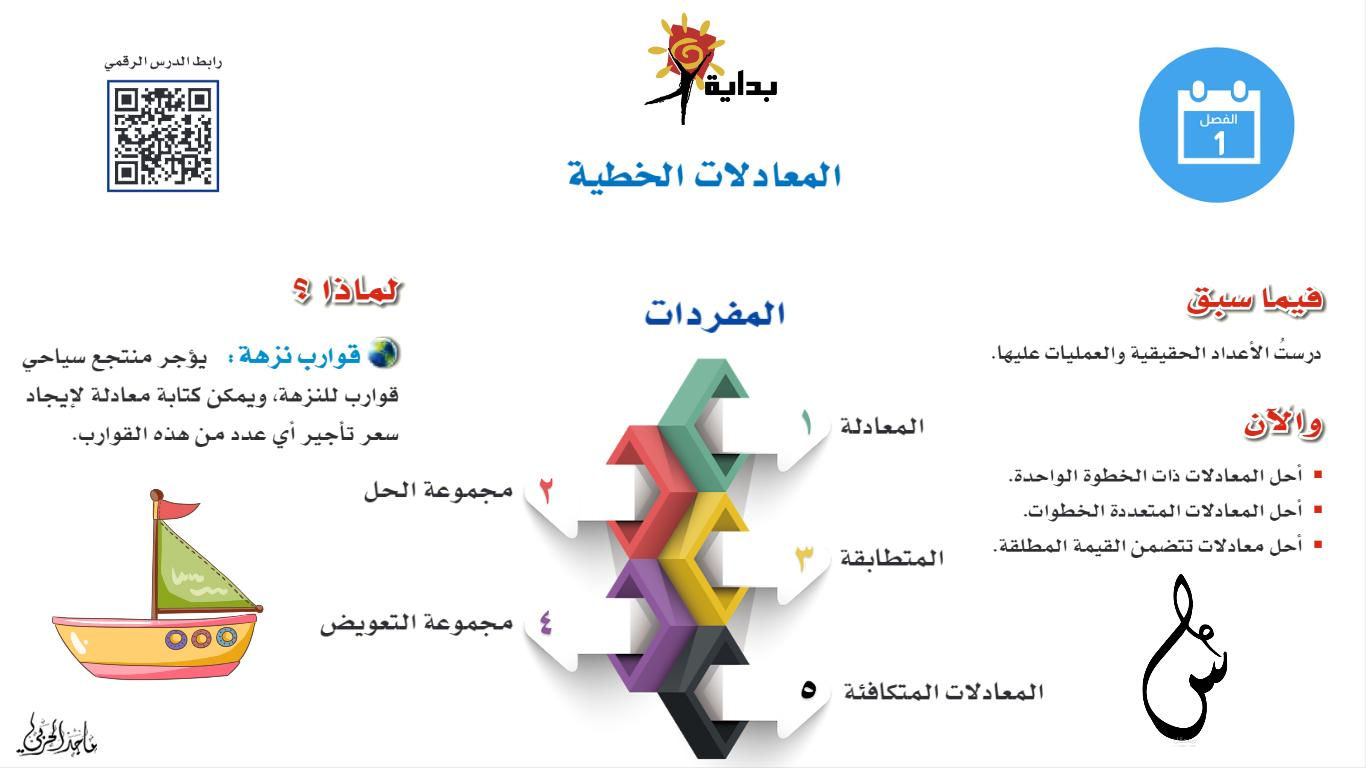 رابط الدرس الرقمي
بداية
الفصل
1
المعادلات الخطية
فيما سبق
درستُ الأعداد الحقيقية والعمليات عليها.
والآن
أحل المعادلات ذات الخطوة الواحدة.
أحل المعادلات المتعددة الخطوات.
أحل معادلات تتضمن القيمة المطلقة.
المفردات
١ المعادلة
٢ مجموعة الحل
٣ المتطابقة
٤ مجموعة التعويض
٥ المعادلات المتكافئة
لماذا ؟
قوارب نزهة : يؤجر منتجع سياحي
قوارب للنزهة، ويمكن كتابة معادلة لإيجاد
سعر تأجير أي عدد من هذه القوارب.
ماجد الحربي